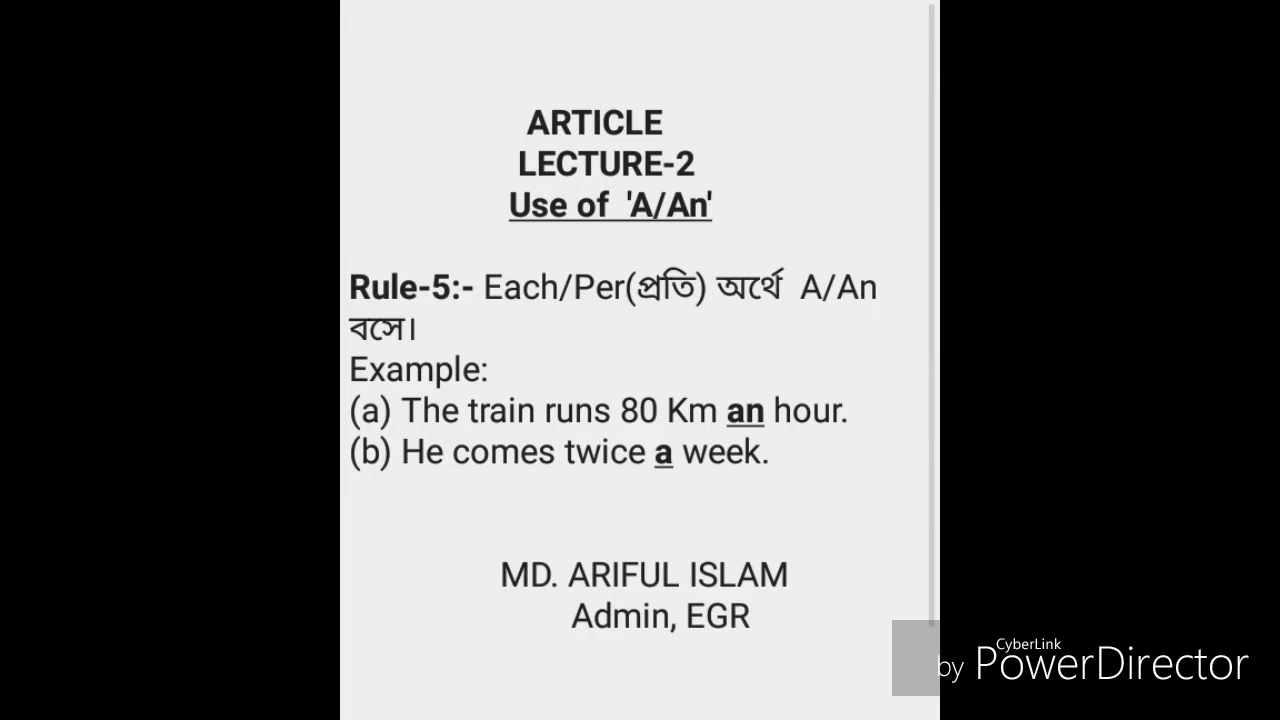 ARTICLE
LECTURE-2
Use of 'A/An'
Rule-5:- Each/Per(প্রতি) অর্থে A/An
বসে।
Example:
(a) The train runs 80 Km an hour.
(b) He comes twice a week.
MD. ARIFUL ISLAM
Admin, EGR
CyberLink
by PowerDirector